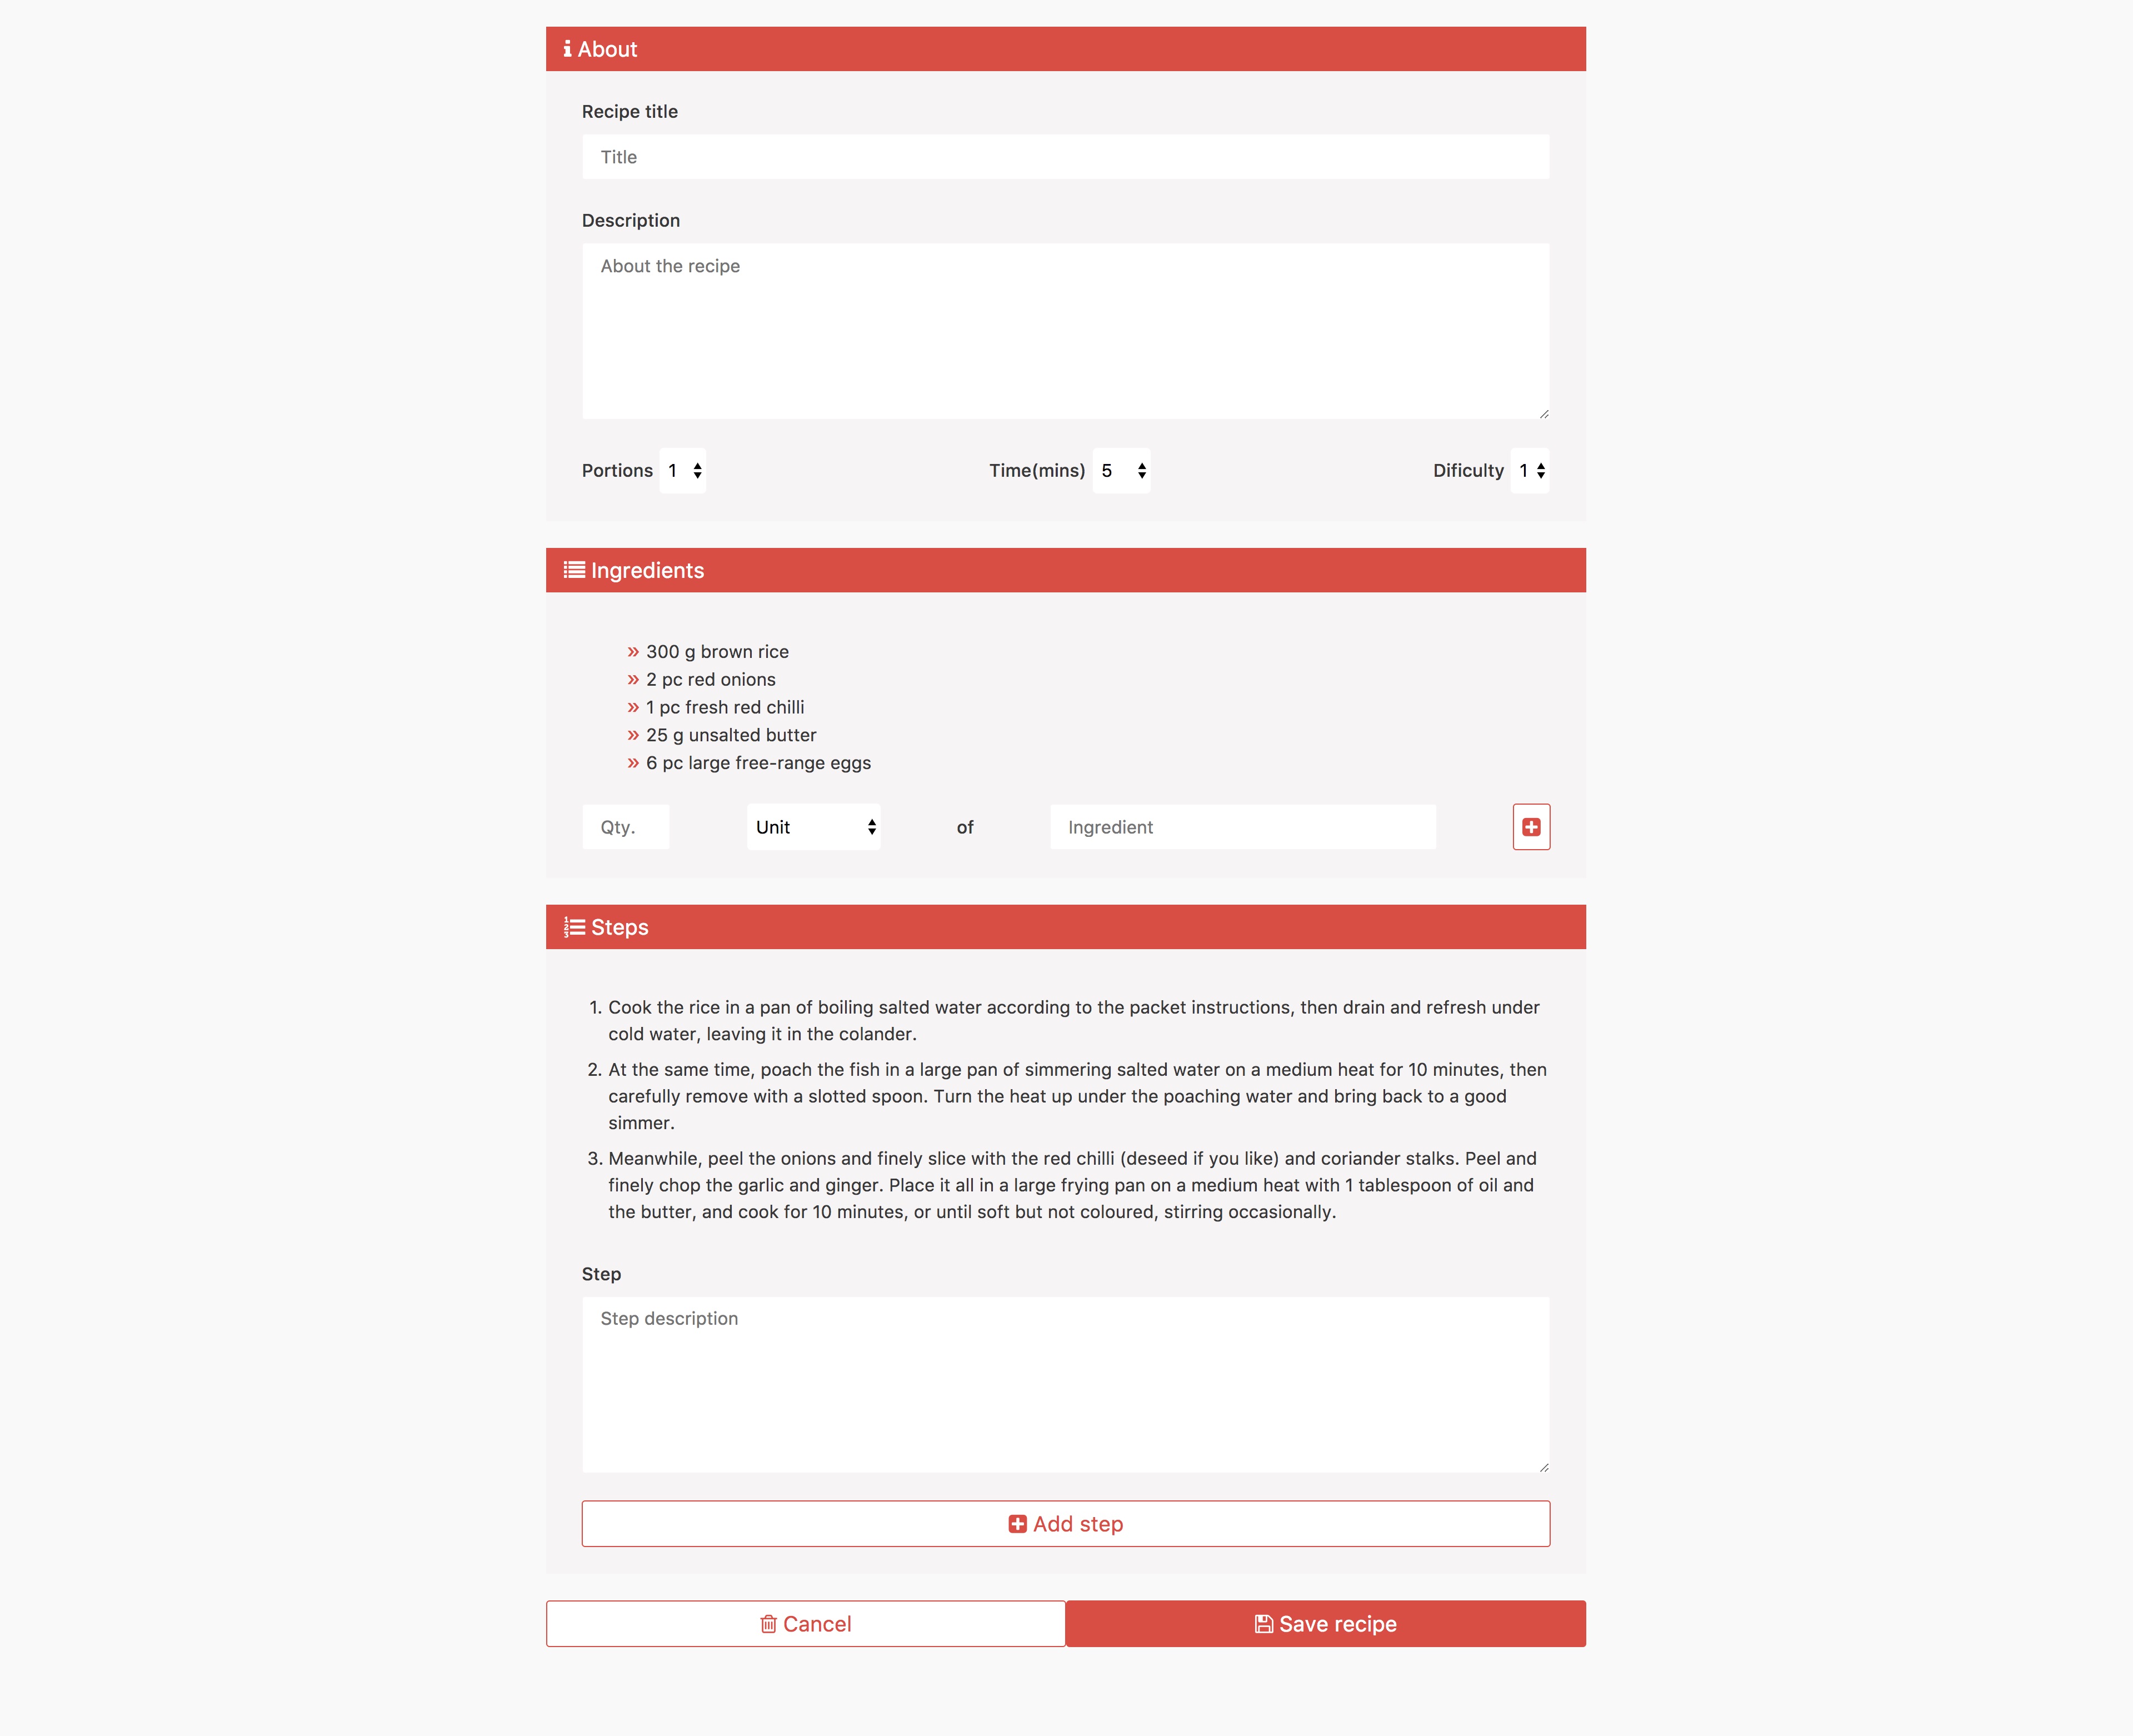 About
Recipe title
Title
Description
About the recipe
Portions 1 Time(mins) 5 Dificulty 1
Ingredients
» 300 g brown rice
» 2 pc red onions
» 1 pc fresh red chilli
» 25 g unsalted butter
» 6 pc large free-range eggs
Qty. Unit of Ingredient
Steps
1. Cook the rice in a pan of boiling salted water according to the packet instructions, then drain and refresh under
cold water, leaving it in the colander.
2. At the same time, poach the fish in a large pan of simmering salted water on a medium heat for 10 minutes, then
carefully remove with a slotted spoon. Turn the heat up under the poaching water and bring back to a good
simmer.
3. Meanwhile, peel the onions and finely slice with the red chilli (deseed if you like) and coriander stalks. Peel and
finely chop the garlic and ginger. Place it all in a large frying pan on a medium heat with 1 tablespoon of oil and
the butter, and cook for 10 minutes, or until soft but not coloured, stirring occasionally.
Step
Step description
Add step
Cancel Save recipe